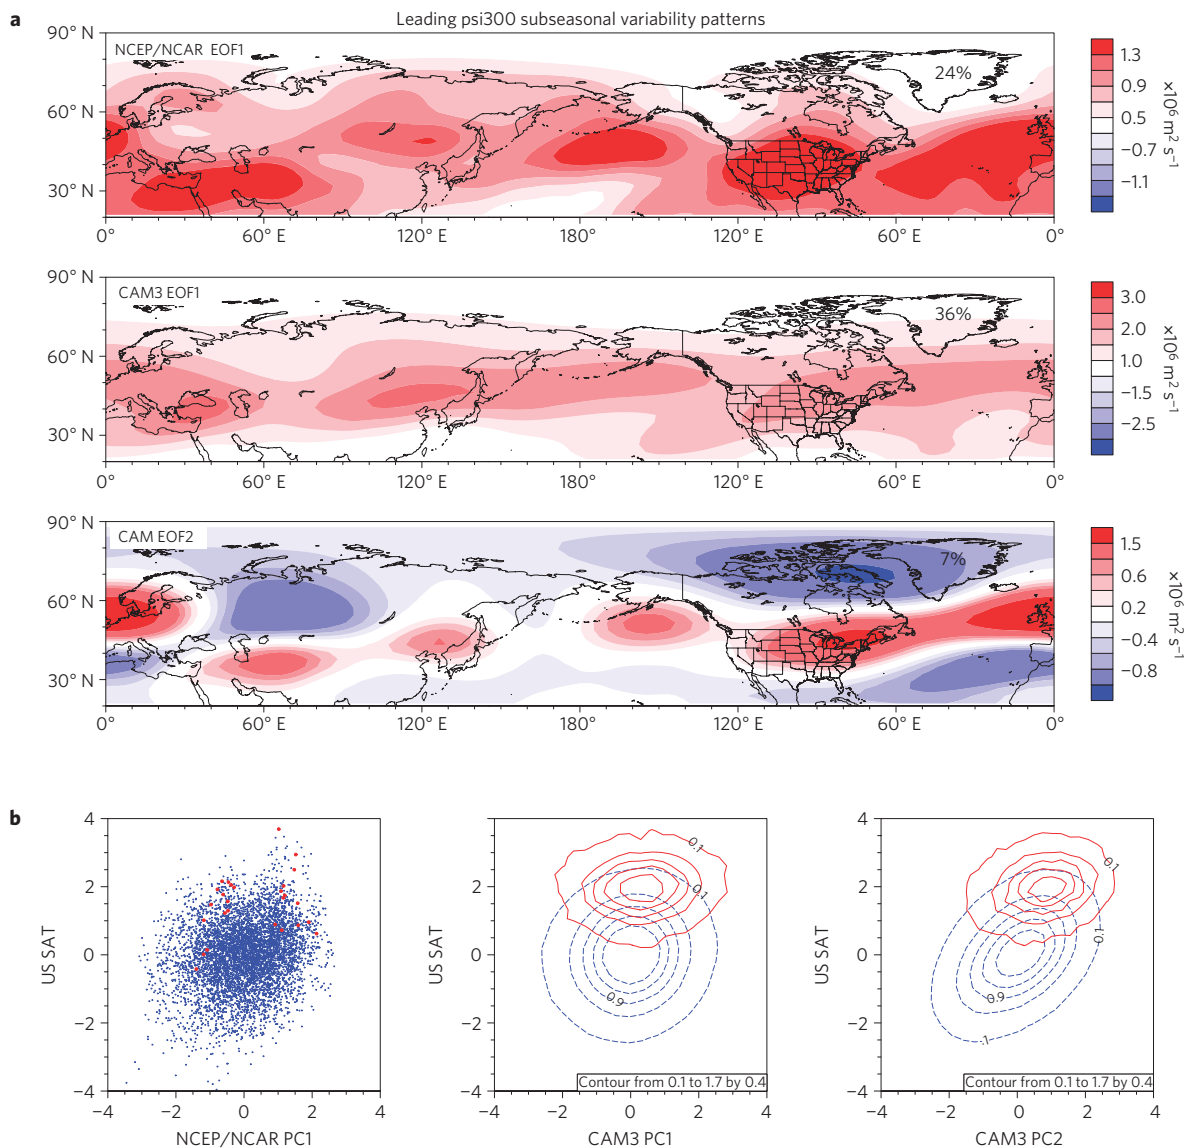 a
Leading psi300 subseasonal variability patterns
90° N
60° N
30° N
NCEP/NCAR EOF1
24%
0° 60° E 120° E 180° 120° E 60° E 0°
1.3
0.9
0.5
−0.7
−1.1
×10⁶ m² s⁻¹
90° N
60° N
30° N
CAM3 EOF1
36%
0° 60° E 120° E 180° 120° E 60° E 0°
3.0
2.0
1.0
−1.5
−2.5
×10⁶ m² s⁻¹
90° N
60° N
30° N
CAM EOF2
7%
0° 60° E 120° E 180° 120° E 60° E 0°
1.5
0.6
0.2
−0.4
−0.8
×10⁶ m² s⁻¹
b
4
2
0
−2
−4
US SAT
−4 −2 0 2 4
NCEP/NCAR PC1
4
2
0
−2
−4
US SAT
0.1
0.1
0.9
Contour from 0.1 to 1.7 by 0.4
−4 −2 0 2 4
CAM3 PC1
4
2
0
−2
−4
US SAT
0.1
0.1
0.9
.1
Contour from 0.1 to 1.7 by 0.4
−4 −2 0 2 4
CAM3 PC2